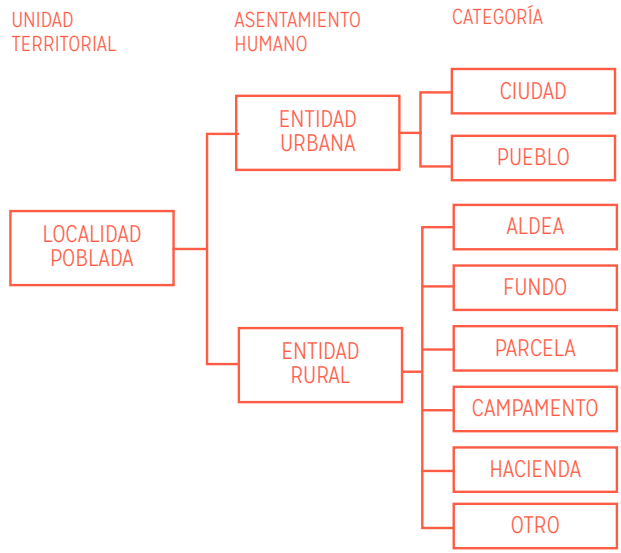 UNIDAD
TERRITORIAL
ASENTAMIENTO
HUMANO
CATEGORÍA
LOCALIDAD
POBLADA
ENTIDAD
URBANA
CIUDAD
PUEBLO
ENTIDAD
RURAL
ALDEA
FUNDO
PARCELA
CAMPAMENTO
HACIENDA
OTRO